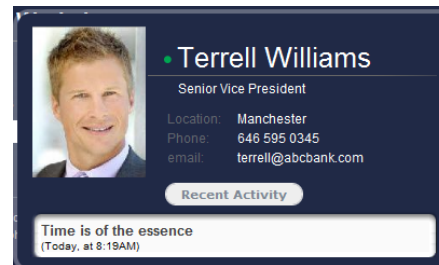 Terrell Williams
Senior Vice President
Location: Manchester
Phone: 646 595 0345
email: terrell@abcbank.com
Recent Activity
Time is of the essence
(Today, at 8:19AM)